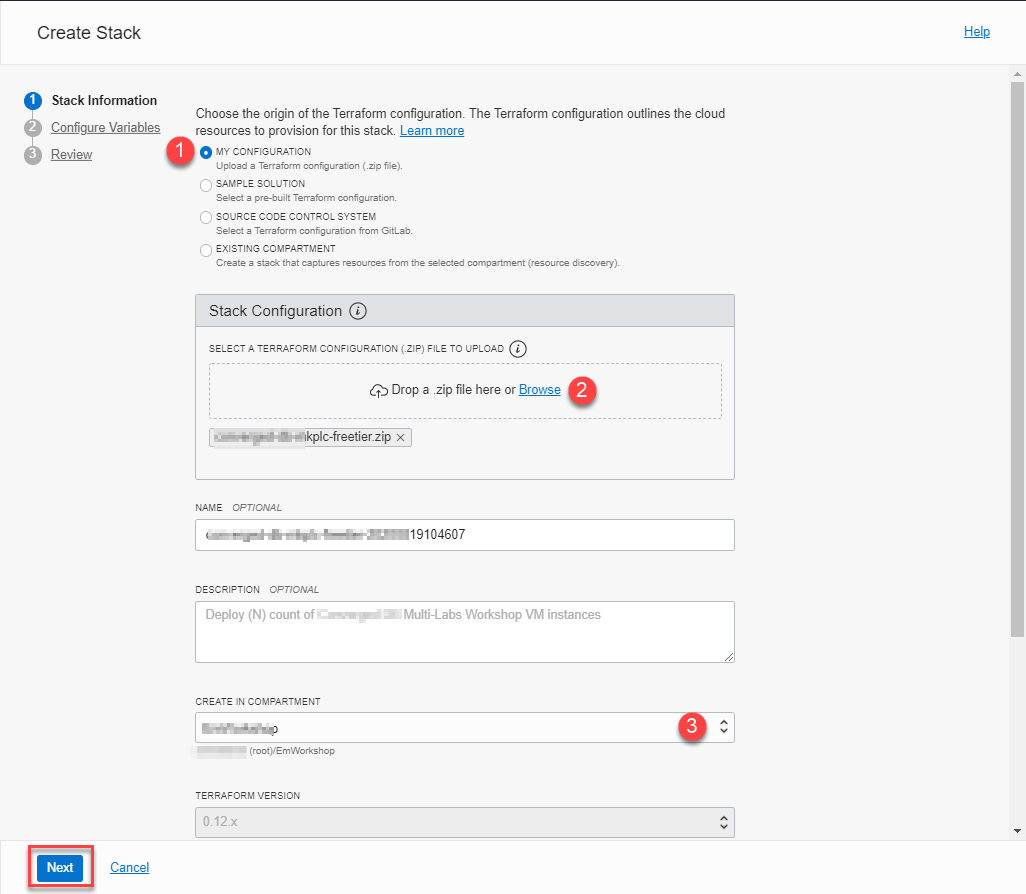 Create Stack
Help
1 Stack Information
2 Configure Variables
3 Review
Choose the origin of the Terraform configuration. The Terraform configuration outlines the cloud
resources to provision for this stack. Learn more
1
MY CONFIGURATION
Upload a Terraform configuration (.zip file).
SAMPLE SOLUTION
Select a pre-built Terraform configuration.
SOURCE CODE CONTROL SYSTEM
Select a Terraform configuration from GitLab.
EXISTING COMPARTMENT
Create a stack that captures resources from the selected compartment (resource discovery).
Stack Configuration i
SELECT A TERRAFORM CONFIGURATION (.ZIP) FILE TO UPLOAD i
Drop a .zip file here or Browse 2
kplc-freetier.zip ×
NAME OPTIONAL
19104607
DESCRIPTION OPTIONAL
Deploy (N) count of Multi-Labs Workshop VM instances
CREATE IN COMPARTMENT
3
(root)/EmWorkshop
TERRAFORM VERSION
0.12.x
Next Cancel